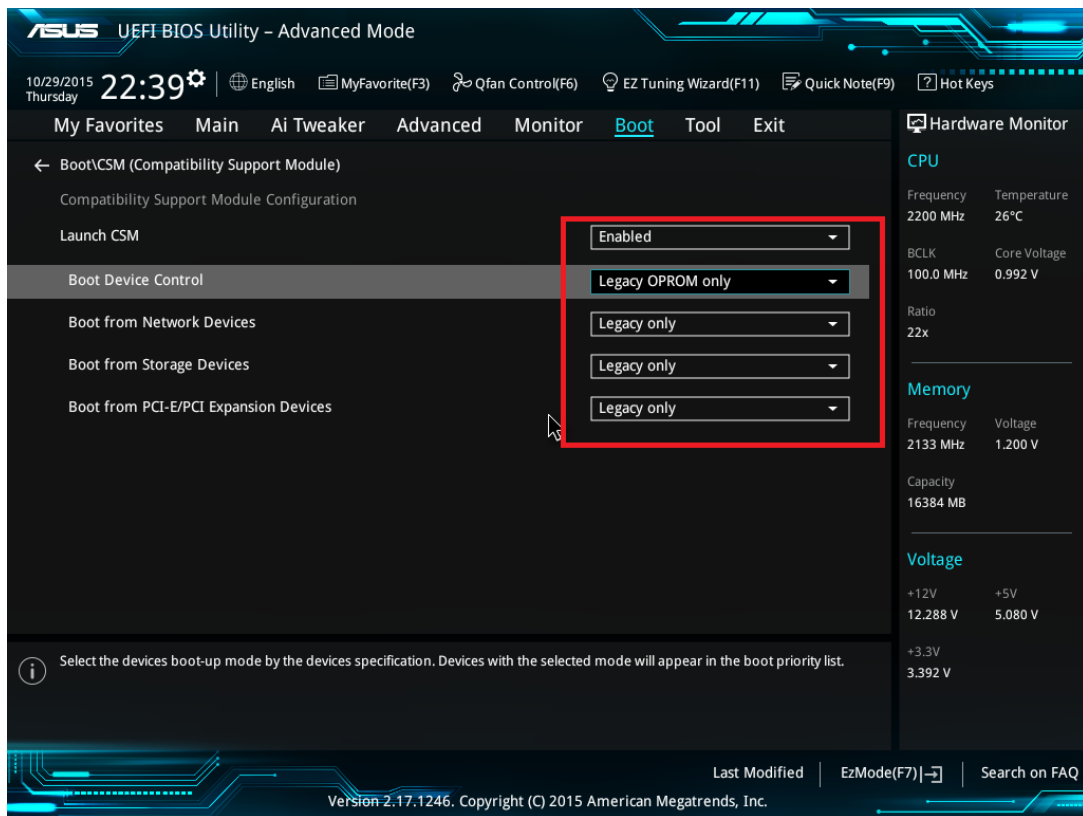 ASUS UEFI BIOS Utility – Advanced Mode
10/29/2015
Thursday
22:39
English
MyFavorite(F3)
Qfan Control(F6)
EZ Tuning Wizard(F11)
Quick Note(F9)
? Hot Keys
My Favorites Main Ai Tweaker Advanced Monitor Boot Tool Exit
Boot\CSM (Compatibility Support Module)
Compatibility Support Module Configuration
Launch CSM Enabled
Boot Device Control Legacy OPROM only
Boot from Network Devices Legacy only
Boot from Storage Devices Legacy only
Boot from PCI-E/PCI Expansion Devices Legacy only
Select the devices boot-up mode by the devices specification. Devices with the selected mode will appear in the boot priority list.
Hardware Monitor
CPU
Frequency Temperature
2200 MHz 26°C
BCLK Core Voltage
100.0 MHz 0.992 V
Ratio
22x
Memory
Frequency Voltage
2133 MHz 1.200 V
Capacity
16384 MB
Voltage
+12V +5V
12.288 V 5.080 V
+3.3V
3.392 V
Last Modified EzMode(F7) Search on FAQ
Version 2.17.1246. Copyright (C) 2015 American Megatrends, Inc.